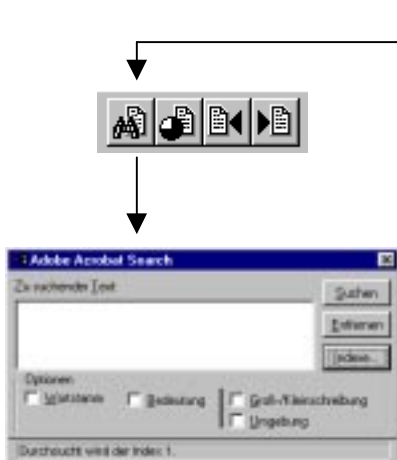 Adobe Acrobat Search
Zu suchender Text
Suchen
Entfernen
Indexe...
Optionen
Wortstamm
Bedeutung
Groß-/Kleinschreibung
Umgebung
Durchsucht wird der Index 1.